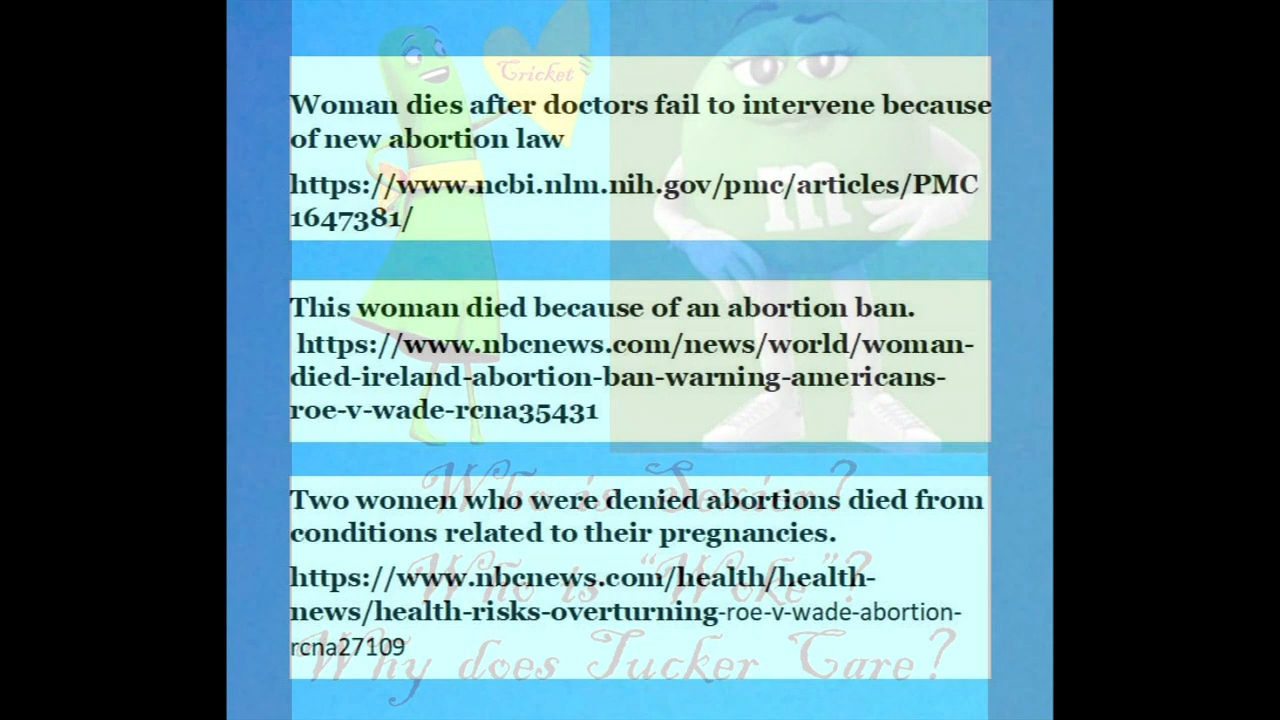 Cricket
Woman dies after doctors fail to intervene because
of new abortion law
https://www.ncbi.nlm.nih.gov/pmc/articles/PMC
1647381/
m
This woman died because of an abortion ban.
https://www.nbcnews.com/news/world/woman-
died-ireland-abortion-ban-warning-americans-
roe-v-wade-rcna35431
Who is Sexier?
Two women who were denied abortions died from
conditions related to their pregnancies.
Who is "Woke"?
https://www.nbcnews.com/health/health-
news/health-risks-overturning-roe-v-wade-abortion-
rcna27109
Why does Tucker Care?